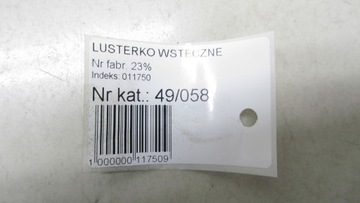 LUSTERKO WSTECZNE
Nr fabr. 23%
Indeks: 011750
Nr kat.: 49/058
1 000000 117509